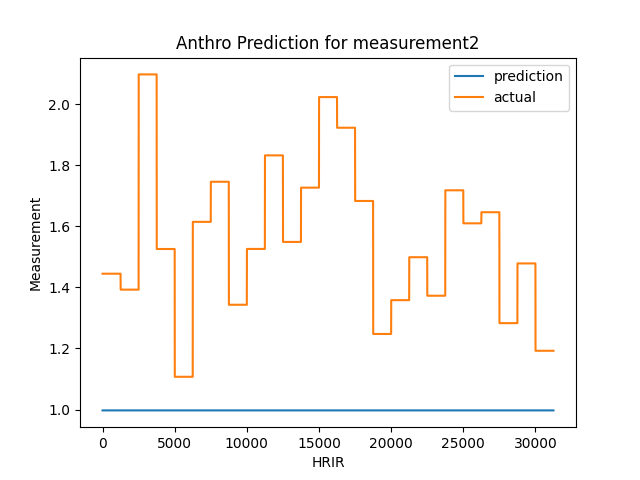 Anthro Prediction for measurement2
prediction
actual
2.0
1.8
1.6
1.4
1.2
1.0
Measurement
0 5000 10000 15000 20000 25000 30000
HRIR